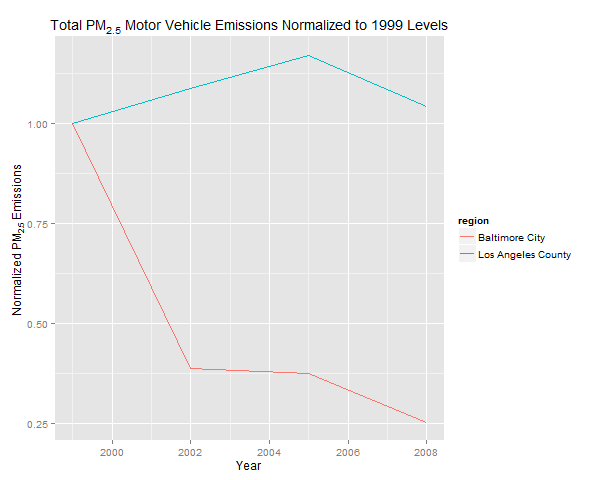 Total PM2.5 Motor Vehicle Emissions Normalized to 1999 Levels
Normalized PM2.5 Emissions
1.00
0.75
0.50
0.25
2000
2002
2004
2006
2008
Year
region
Baltimore City
Los Angeles County